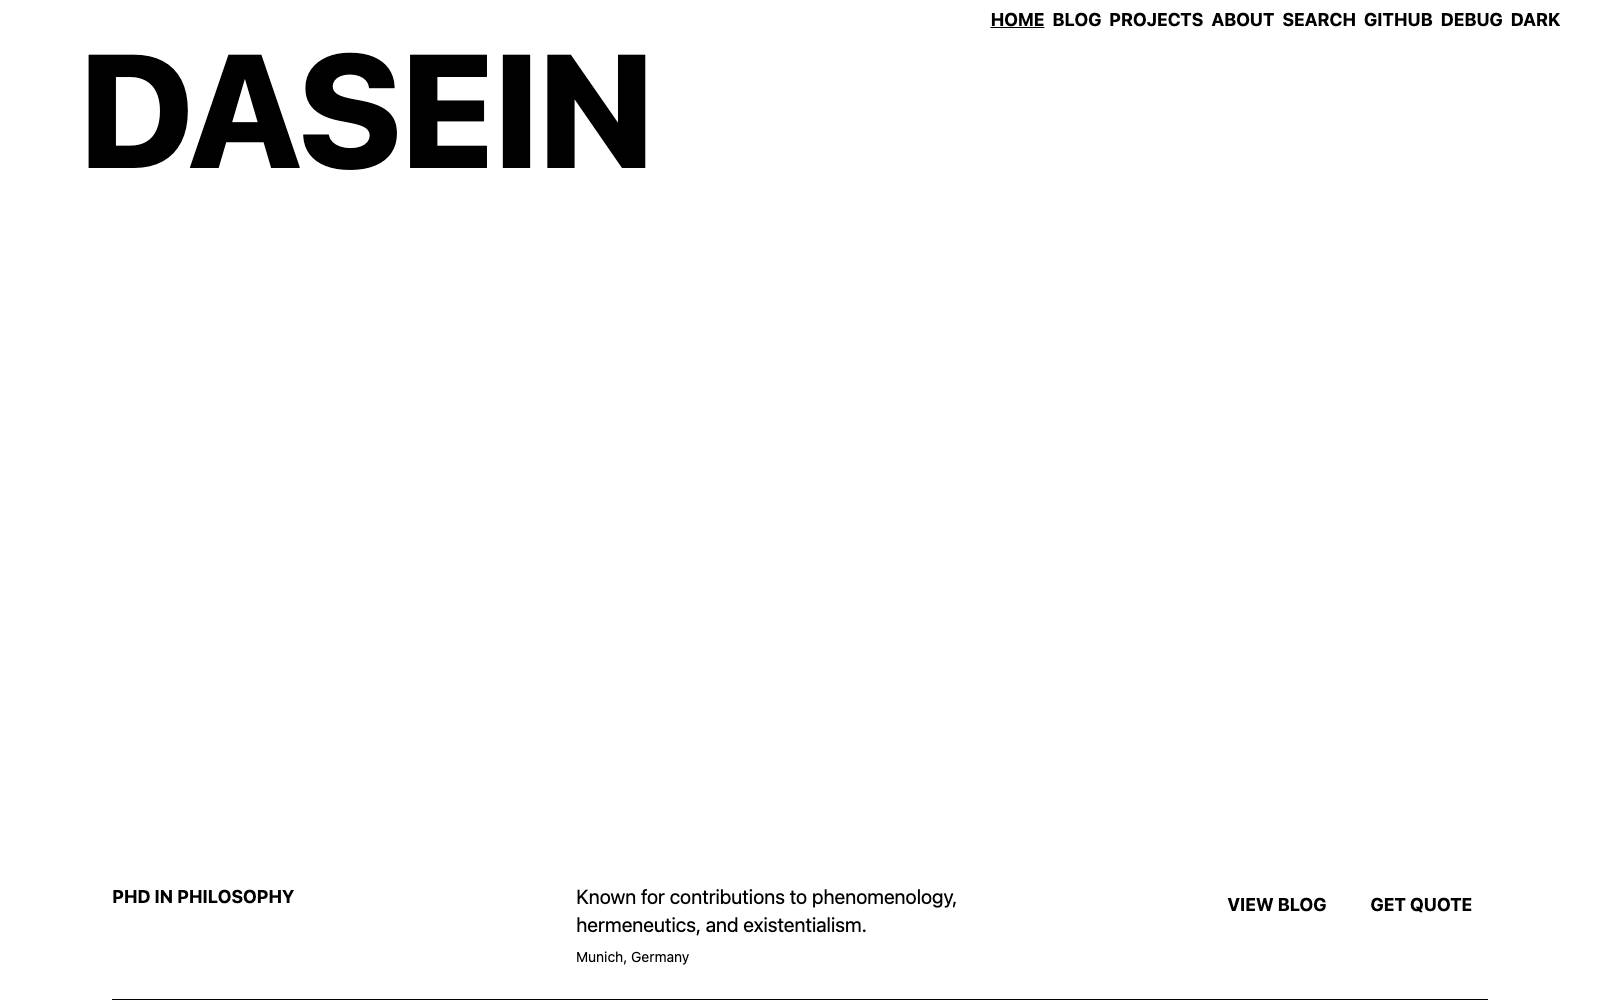 HOME BLOG PROJECTS ABOUT SEARCH GITHUB DEBUG DARK
DASEIN
PHD IN PHILOSOPHY
Known for contributions to phenomenology,
hermeneutics, and existentialism.
Munich, Germany
VIEW BLOG GET QUOTE